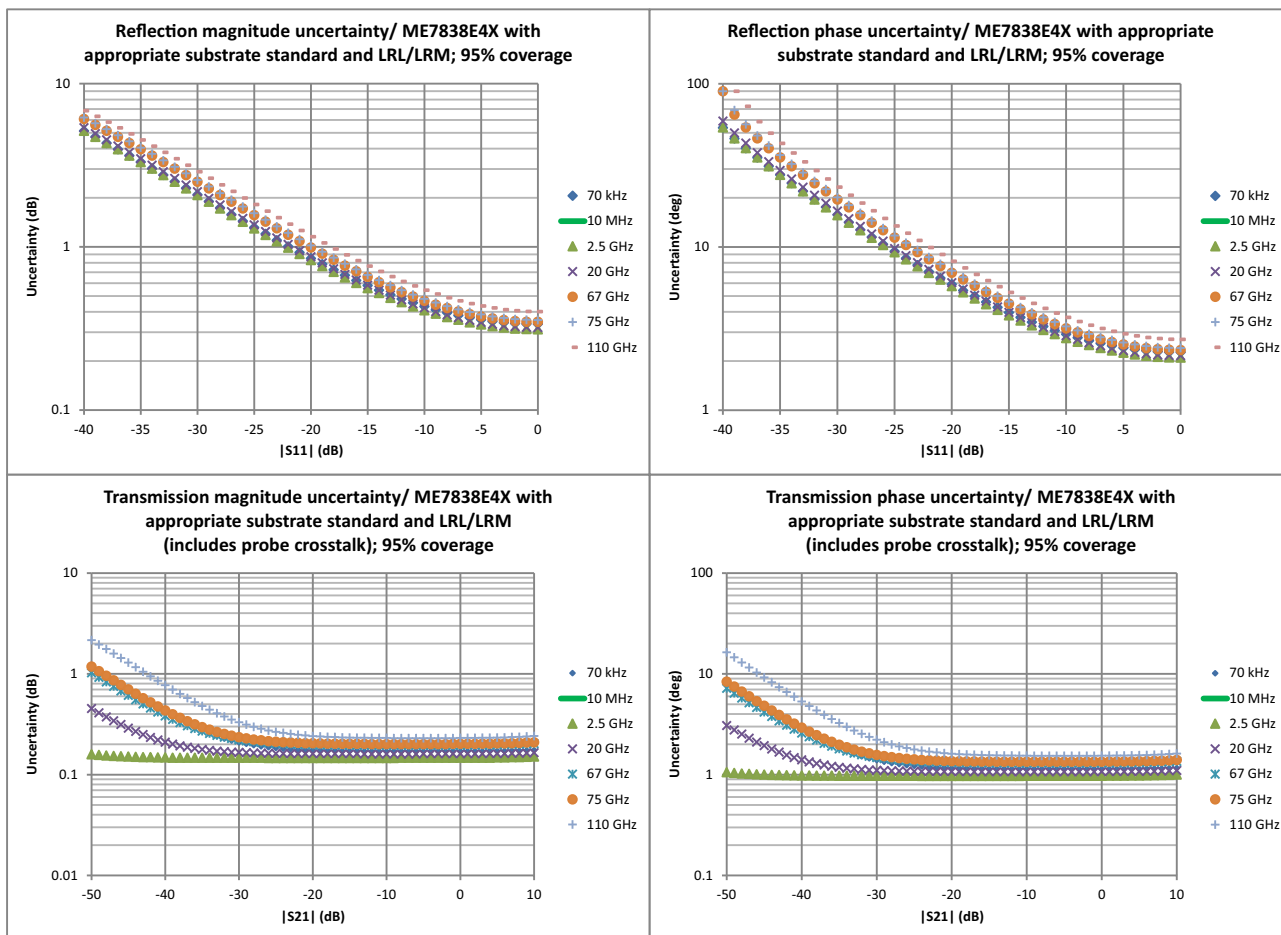 Reflection magnitude uncertainty/ ME7838E4X with
appropriate substrate standard and LRL/LRM; 95% coverage
10
1
0.1
Uncertainty (dB)
-40 -35 -30 -25 -20 -15 -10 -5 0
|S11| (dB)
70 kHz
10 MHz
2.5 GHz
20 GHz
67 GHz
75 GHz
110 GHz
Reflection phase uncertainty/ ME7838E4X with appropriate
substrate standard and LRL/LRM; 95% coverage
100
10
1
Uncertainty (deg)
-40 -35 -30 -25 -20 -15 -10 -5 0
|S11| (dB)
70 kHz
10 MHz
2.5 GHz
20 GHz
67 GHz
75 GHz
110 GHz
Transmission magnitude uncertainty/ ME7838E4X with
appropriate substrate standard and LRL/LRM
(includes probe crosstalk); 95% coverage
10
1
0.1
0.01
Uncertainty (dB)
-50 -40 -30 -20 -10 0 10
|S21| (dB)
70 kHz
10 MHz
2.5 GHz
20 GHz
67 GHz
75 GHz
110 GHz
Transmission phase uncertainty/ ME7838E4X with
appropriate substrate standard and LRL/LRM
(includes probe crosstalk); 95% coverage
100
10
1
0.1
Uncertainty (deg)
-50 -40 -30 -20 -10 0 10
|S21| (dB)
70 kHz
10 MHz
2.5 GHz
20 GHz
67 GHz
75 GHz
110 GHz